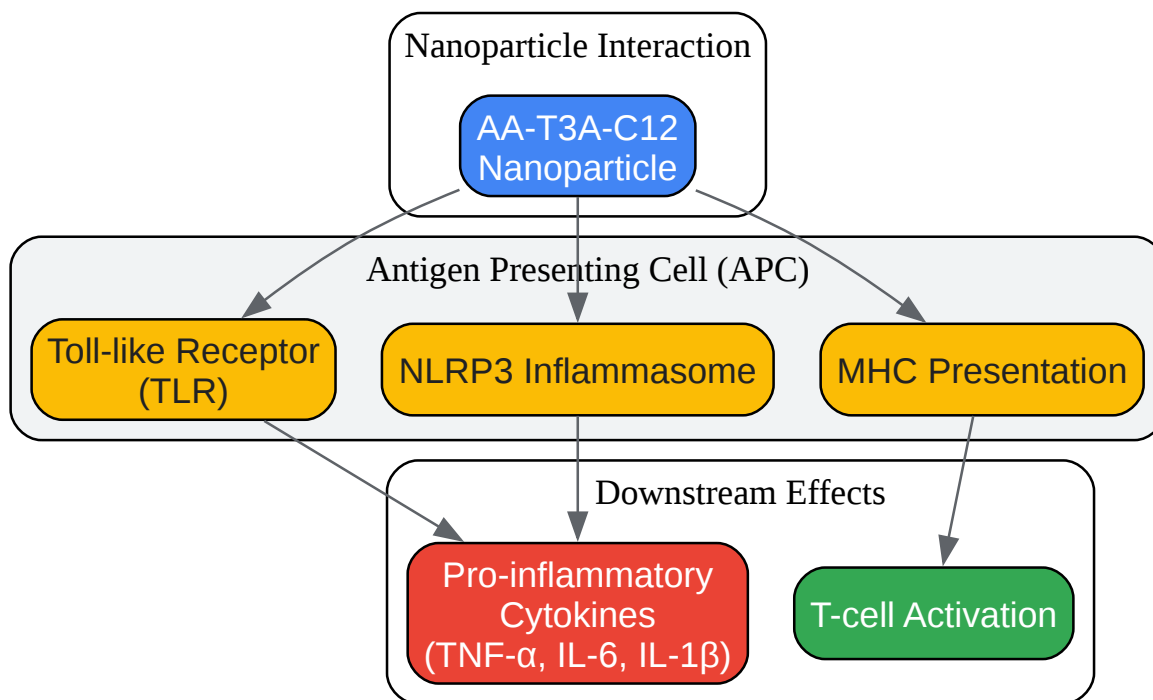 Nanoparticle Interaction
AA-T3A-C12
Nanoparticle
Antigen Presenting Cell (APC)
Toll-like Receptor
(TLR)
NLRP3 Inflammasome
MHC Presentation
Downstream Effects
Pro-inflammatory
Cytokines
(TNF-α, IL-6, IL-1β)
T-cell Activation